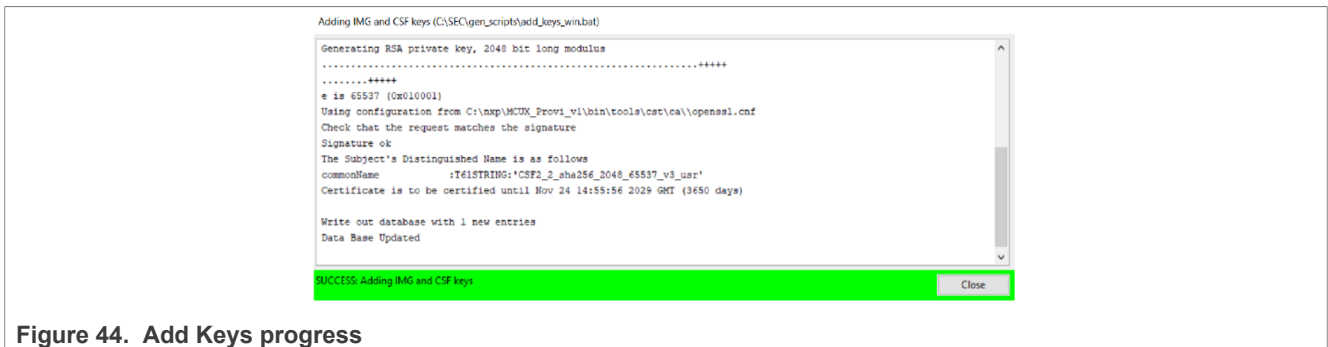 Adding IMG and CSF keys (C:\SEC\gen_scripts\add_keys_win.bat)
Generating RSA private key, 2048 bit long modulus
.................................................................+++++
........+++++
e is 65537 (0x010001)
Using configuration from C:\nxp\MCUX_Provi_v1\bin\tools\cst\ca\\openssl.cnf
Check that the request matches the signature
Signature ok
The Subject's Distinguished Name is as follows
commonName            :T61STRING:'CSF2_2_sha256_2048_65537_v3_usr'
Certificate is to be certified until Nov 24 14:55:56 2029 GMT (3650 days)
Write out database with 1 new entries
Data Base Updated
SUCCESS: Adding IMG and CSF keys
Close
Figure 44. Add Keys progress